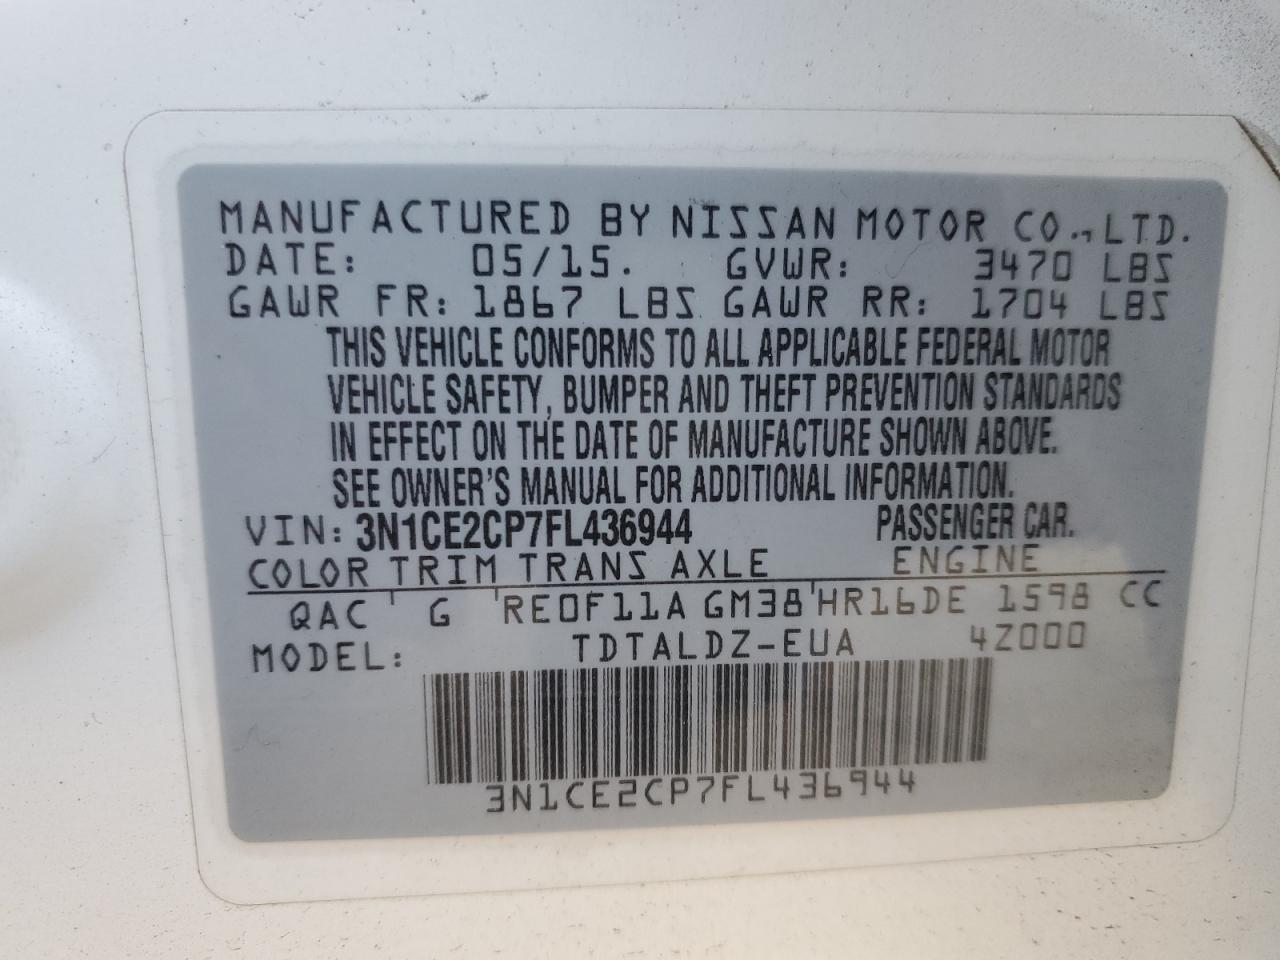 MANUFACTURED BY NISSAN MOTOR CO., LTD.
DATE: 05/15. GVWR: 3470 LBS
GAWR FR: 1867 LBS GAWR RR: 1704 LBS
THIS VEHICLE CONFORMS TO ALL APPLICABLE FEDERAL MOTOR
VEHICLE SAFETY, BUMPER AND THEFT PREVENTION STANDARDS
IN EFFECT ON THE DATE OF MANUFACTURE SHOWN ABOVE.
SEE OWNER'S MANUAL FOR ADDITIONAL INFORMATION.
VIN: 3N1CE2CP7FL436944 PASSENGER CAR.
COLOR TRIM TRANS AXLE ENGINE
QAC G RE0F11A GM38 HR16DE 1598 CC
MODEL: TDTALDZ-EUA 4Z000
3N1CE2CP7FL436944